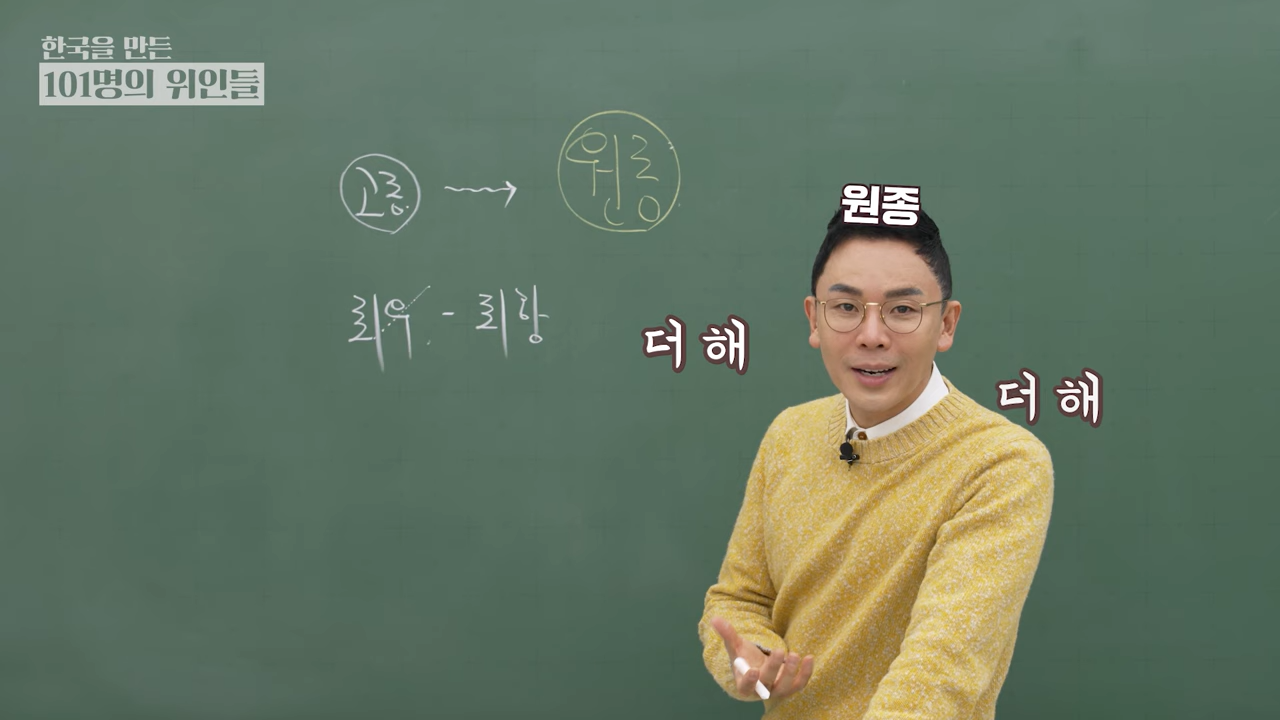 한국을 만든
101명의 위인들
고종 → 원종
최우 - 최항
원종
더 해
더 해